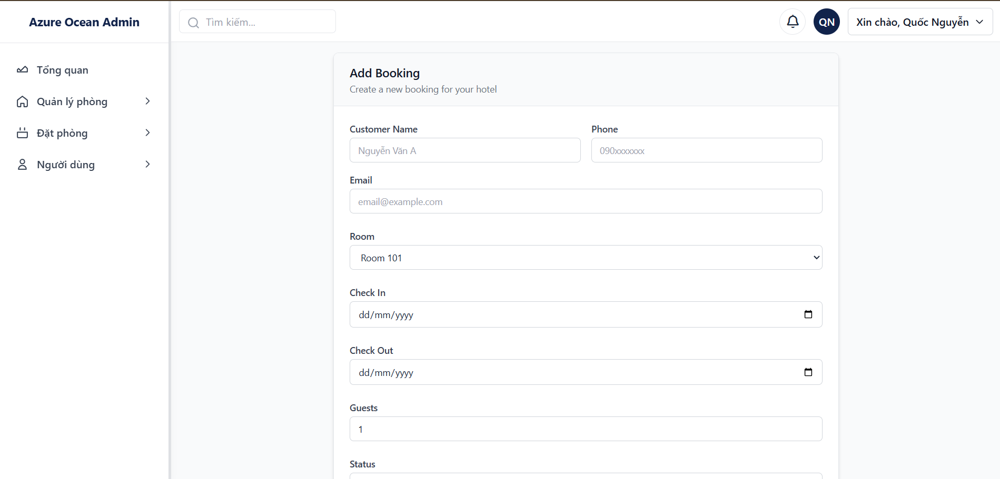 Azure Ocean Admin
Tìm kiếm...
QN
Xin chào, Quốc Nguyễn
Tổng quan
Quản lý phòng
Đặt phòng
Người dùng
Add Booking
Create a new booking for your hotel
Customer Name
Phone
Nguyễn Văn A
090xxxxxxx
Email
email@example.com
Room
Room 101
Check In
dd/mm/yyyy
Check Out
dd/mm/yyyy
Guests
1
Status